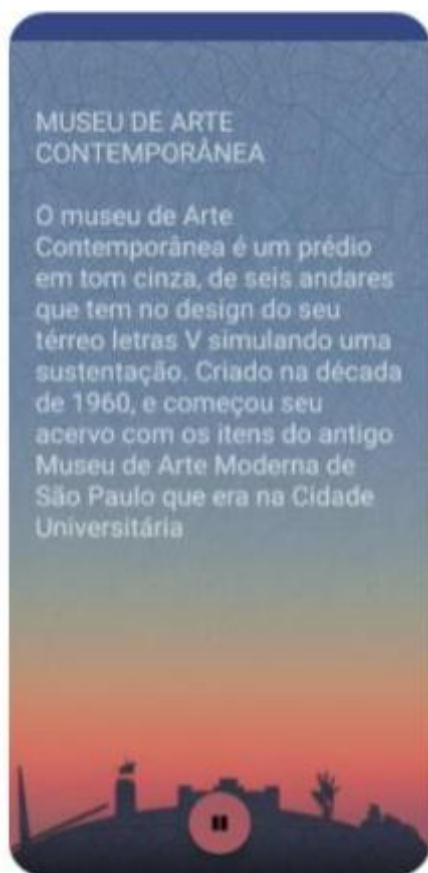 MUSEU DE ARTE
CONTEMPORÂNEA
O museu de Arte
Contemporânea é um prédio
em tom cinza, de seis andares
que tem no design do seu
térreo letras V simulando uma
sustentação. Criado na década
de 1960, e começou seu
acervo com os itens do antigo
Museu de Arte Moderna de
São Paulo que era na Cidade
Universitária